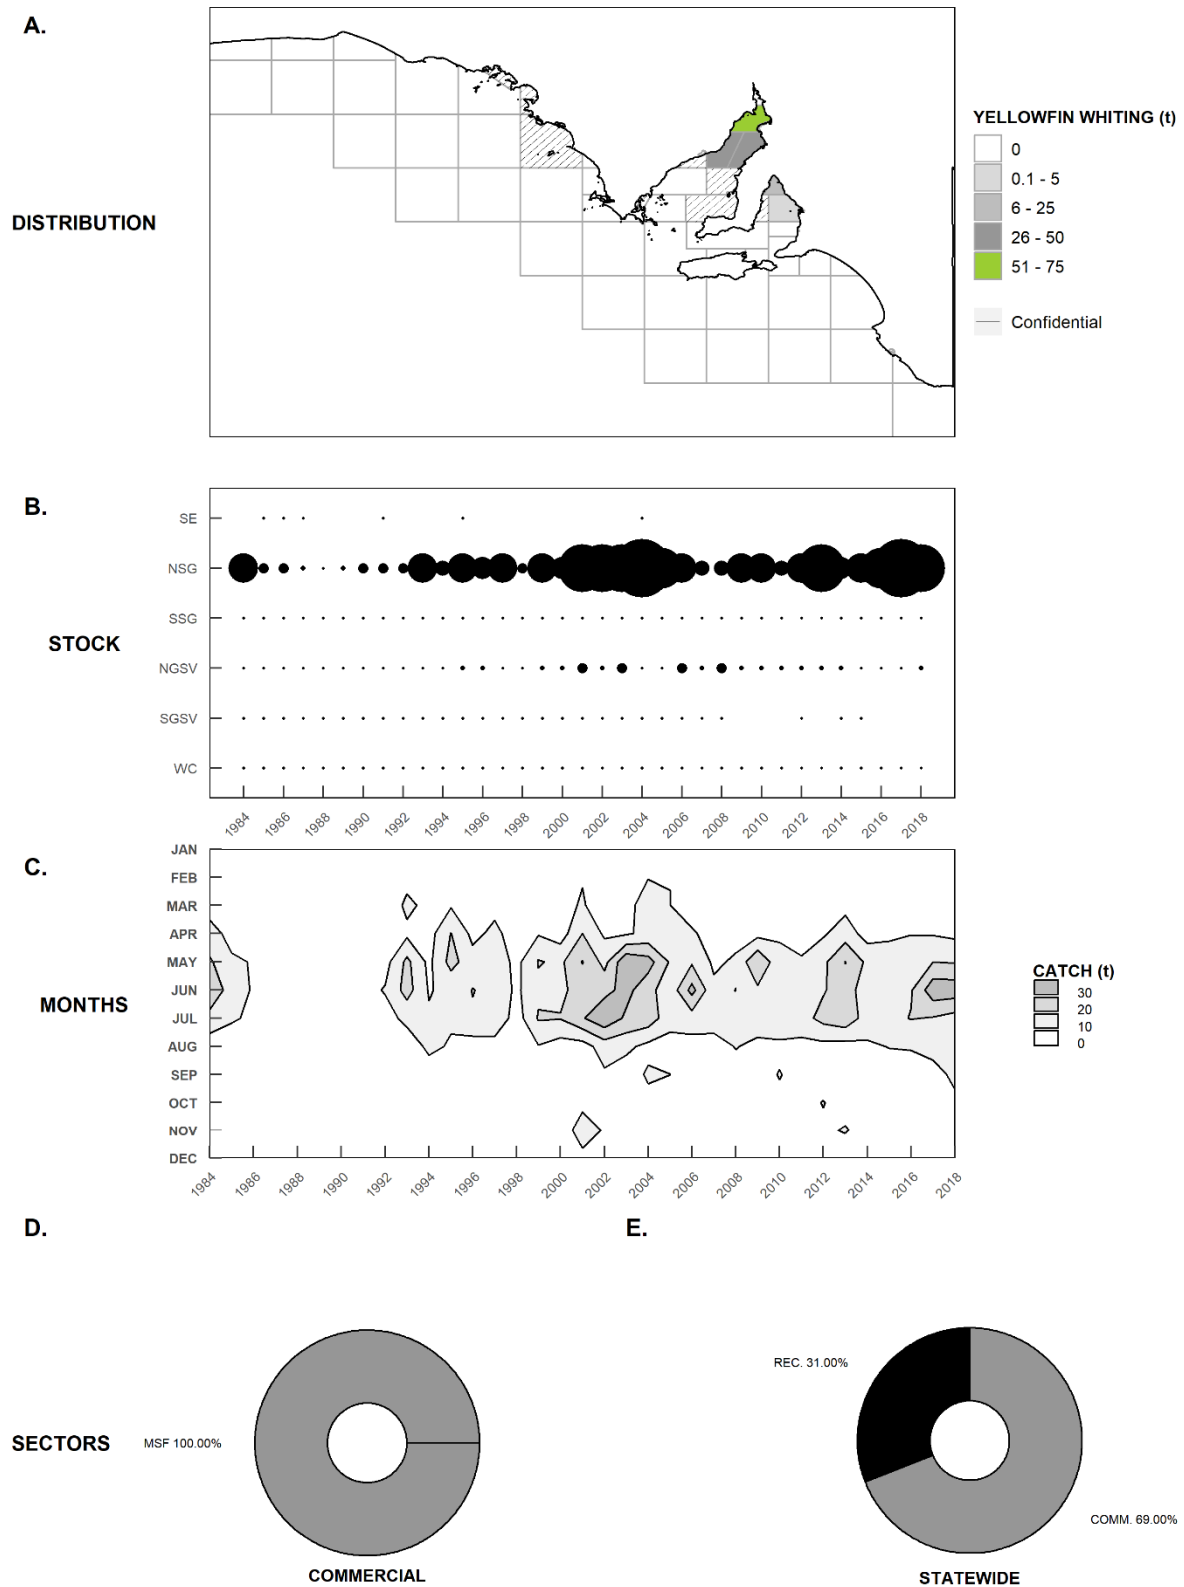 A.
DISTRIBUTION
YELLOWFIN WHITING (t)
0
0.1 - 5
6 - 25
26 - 50
51 - 75
Confidential
B.
STOCK
SE
NSG
SSG
NGSV
SGSV
WC
1984 1986 1988 1990 1992 1994 1996 1998 2000 2002 2004 2006 2008 2010 2012 2014 2016 2018
C.
MONTHS
JAN
FEB
MAR
APR
MAY
JUN
JUL
AUG
SEP
OCT
NOV
DEC
1984 1986 1988 1990 1992 1994 1996 1998 2000 2002 2004 2006 2008 2010 2012 2014 2016 2018
CATCH (t)
30
20
10
0
D.
E.
SECTORS
MSF 100.00%
COMMERCIAL
REC. 31.00%
COMM. 69.00%
STATEWIDE